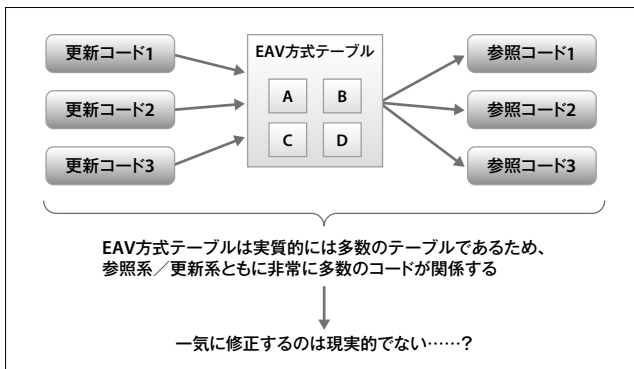 更新コード1
更新コード2
更新コード3
EAV方式テーブル
A
B
C
D
参照コード1
参照コード2
参照コード3
EAV方式テーブルは実質的には多数のテーブルであるため、
参照系／更新系ともに非常に多数のコードが関係する
一気に修正するのは現実的でない……?